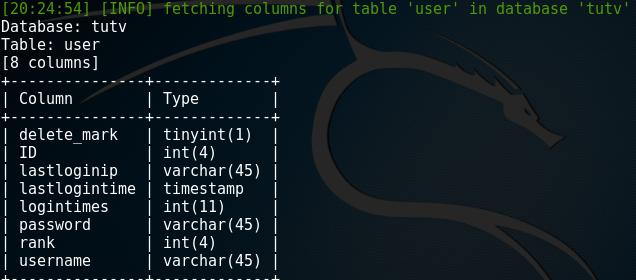 [20:24:54] [INFO] fetching columns for table 'user' in database 'tutv'
Database: tutv
Table: user
[8 columns]
+---------------+-------------+
| Column        | Type        |
+---------------+-------------+
| delete_mark   | tinyint(1)  |
| ID            | int(4)      |
| lastloginip   | varchar(45) |
| lastlogintime | timestamp   |
| logintimes    | int(11)     |
| password      | varchar(45) |
| rank          | int(4)      |
| username      | varchar(45) |
+---------------+-------------+